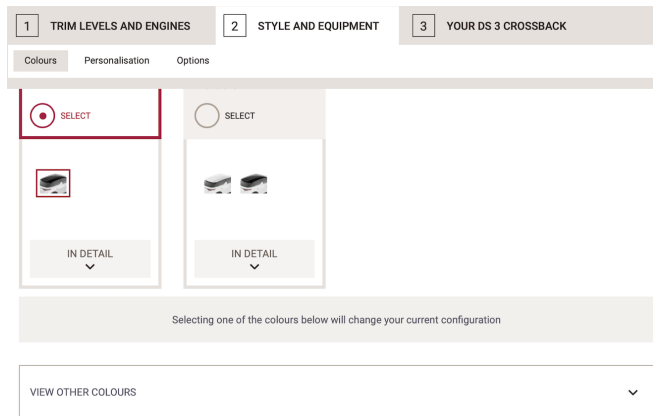 1 TRIM LEVELS AND ENGINES 2 STYLE AND EQUIPMENT 3 YOUR DS 3 CROSSBACK
Colours Personalisation Options
SELECT SELECT
IN DETAIL IN DETAIL
Selecting one of the colours below will change your current configuration
VIEW OTHER COLOURS